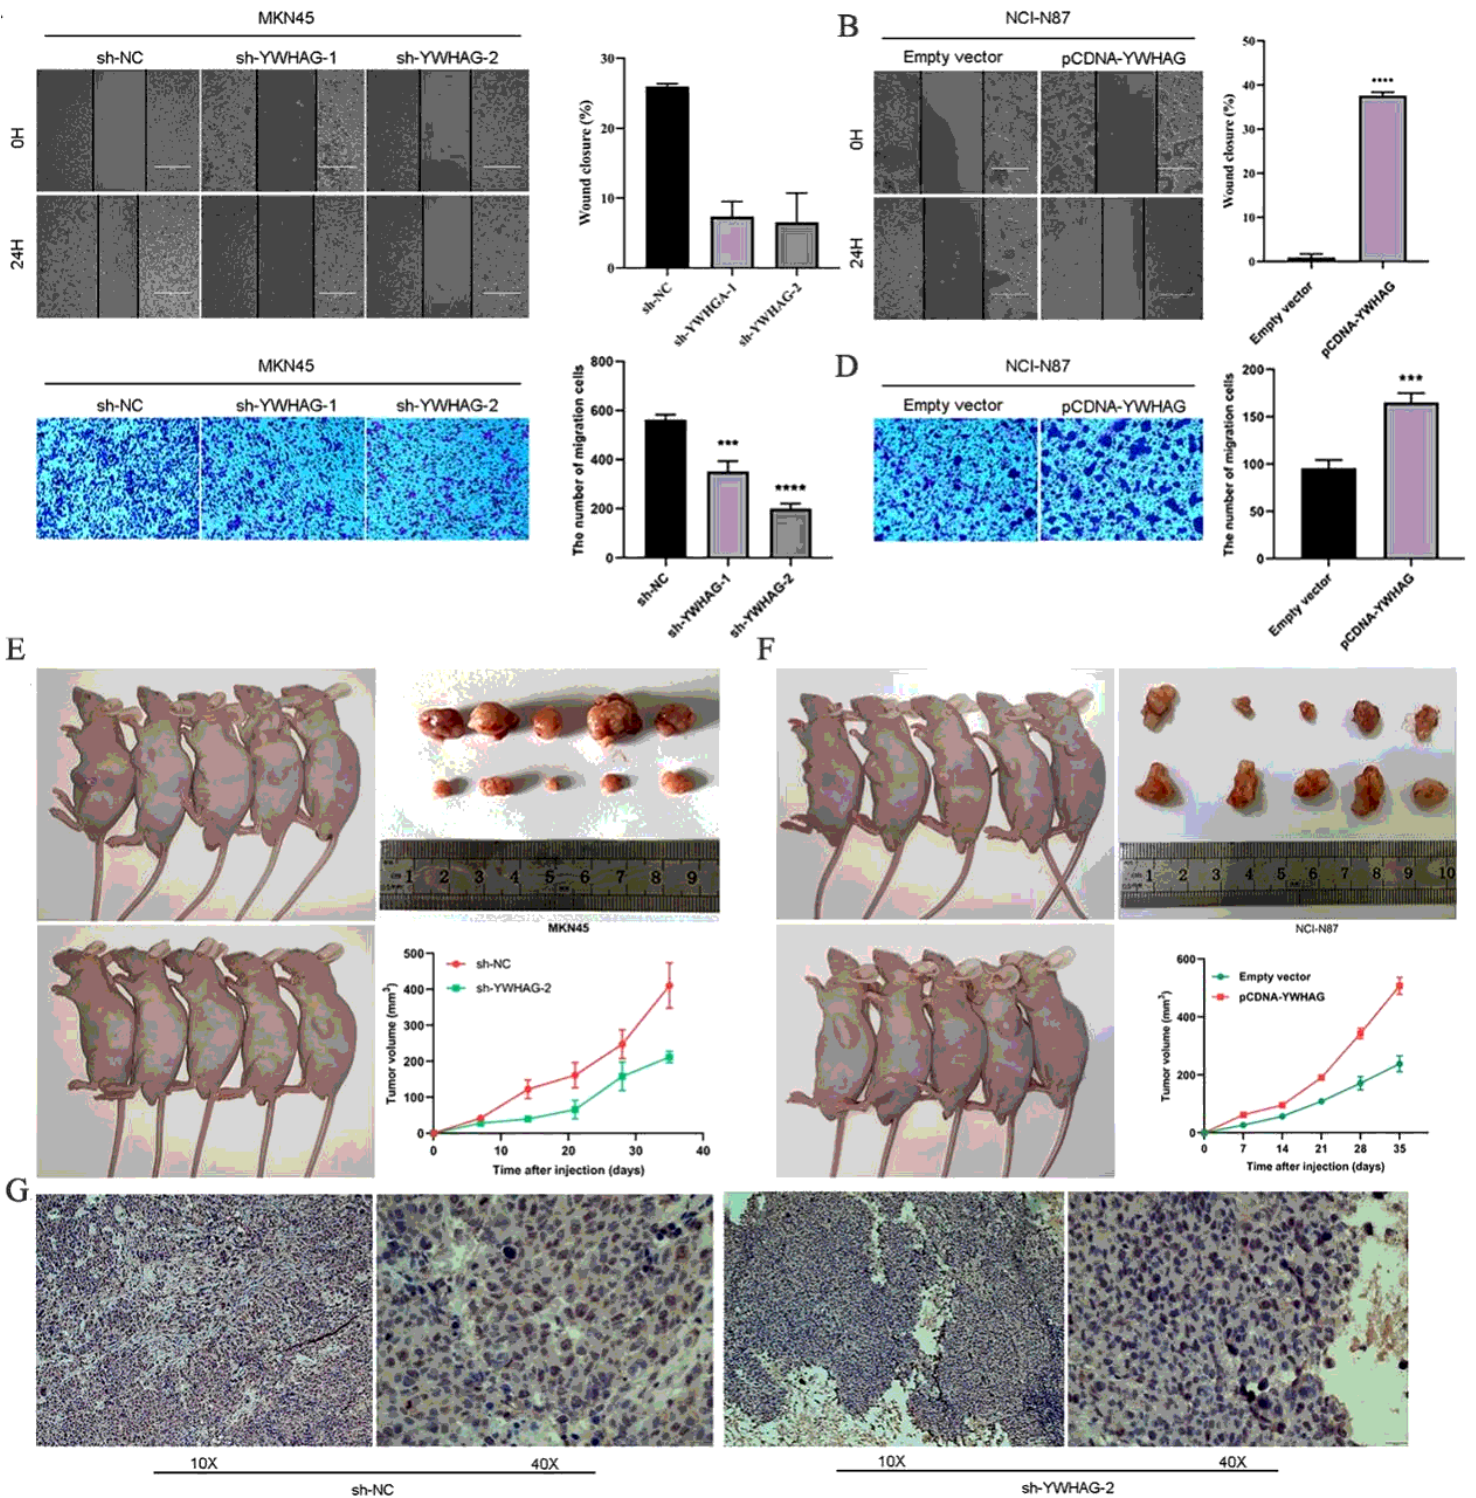 MKN45
sh-NC sh-YWHAG-1 sh-YWHAG-2
0H
24H
30
20
10
0
Wound closure (%)
sh-NC
sh-YWHGA-1
sh-YWHAG-2
B
NCI-N87
Empty vector pCDNA-YWHAG
0H
24H
50
40
30
20
10
0
Wound closure (%)
****
Empty vector
pCDNA-YWHAG
MKN45
sh-NC sh-YWHAG-1 sh-YWHAG-2
800
600
400
200
0
The number of migration cells
***
****
sh-NC
sh-YWHAG-1
sh-YWHAG-2
D
NCI-N87
Empty vector pCDNA-YWHAG
200
150
100
50
0
The number of migration cells
***
Empty vector
pCDNA-YWHAG
E
1 2 3 4 5 6 7 8 9
MKN45
500
400
300
200
100
0
Tumor volume (mm³)
sh-NC
sh-YWHAG-2
0 10 20 30 40
Time after injection (days)
F
1 2 3 4 5 6 7 8 9 10
NCI-N87
600
400
200
0
Tumor volume (mm³)
Empty vector
pCDNA-YWHAG
0 7 14 21 28 35
Time after injection (days)
G
10X 40X
sh-NC
10X 40X
sh-YWHAG-2